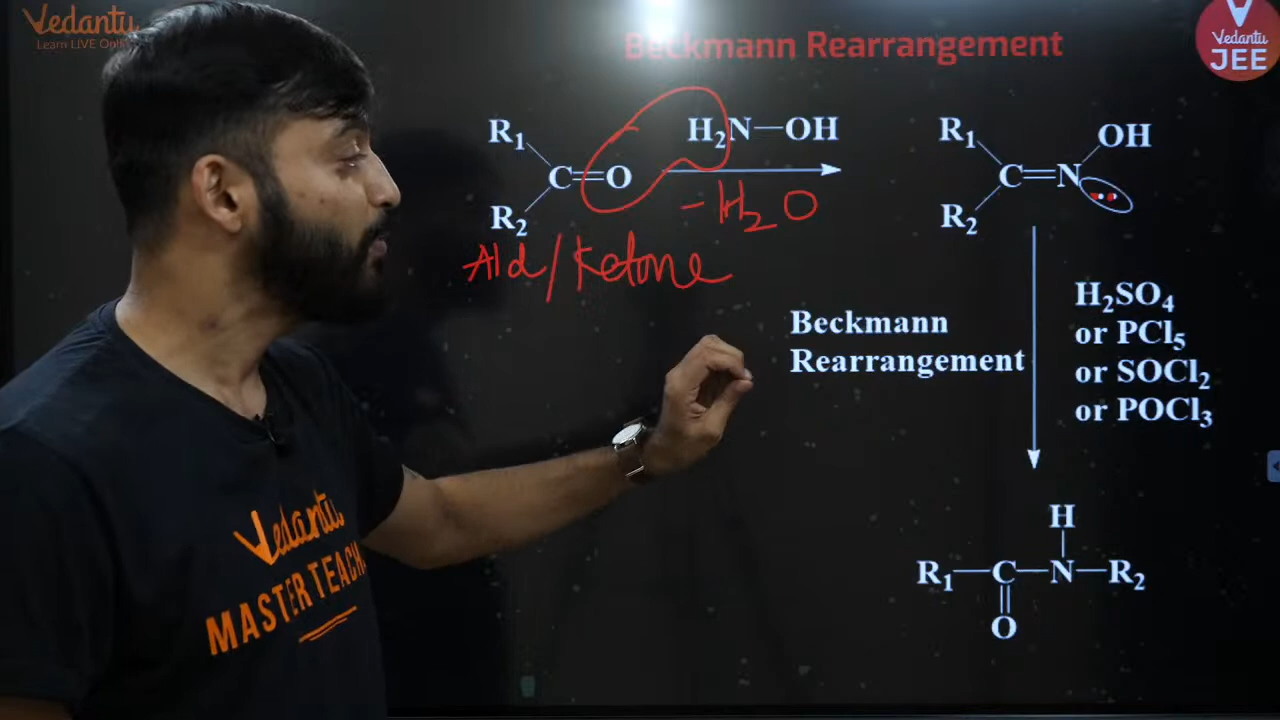 Vedantu
Learn LIVE Online
Beckmann Rearrangement
Vedantu
JEE
R₁
R₂
C=O
H₂N—OH
- H₂O
Ald/Ketone
R₁
R₂
C=N
OH
Beckmann
Rearrangement
H₂SO₄
or PCl₅
or SOCl₂
or POCl₃
H
R₁—C—N—R₂
O
Vedantu
MASTER TEACH